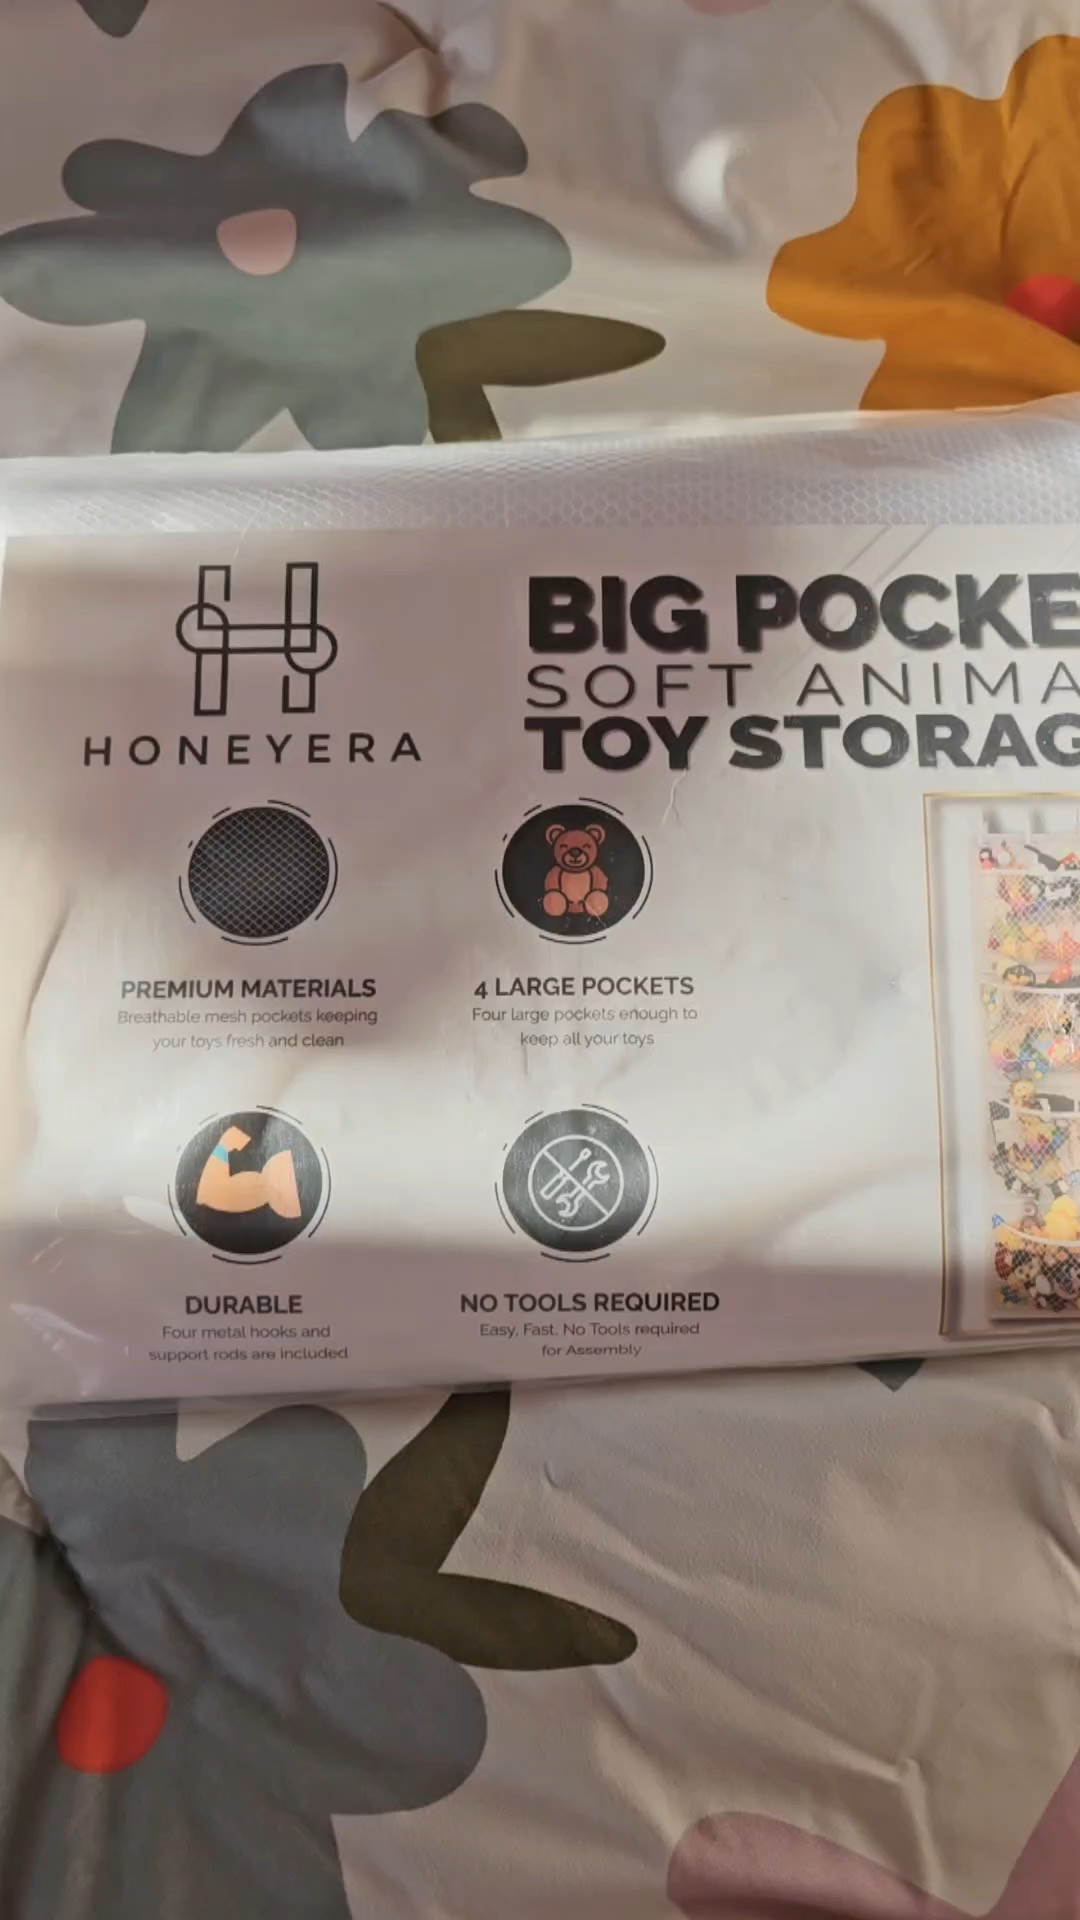 HONEYERA
BIG POCKE
SOFT ANIMA
TOY STORAG
PREMIUM MATERIALS
Breathable mesh pockets keeping
your toys fresh and clean
4 LARGE POCKETS
Four large pockets enough to
keep all your toys
DURABLE
Four metal hooks and
support rods are included
NO TOOLS REQUIRED
Easy, Fast, No Tools required
for Assembly